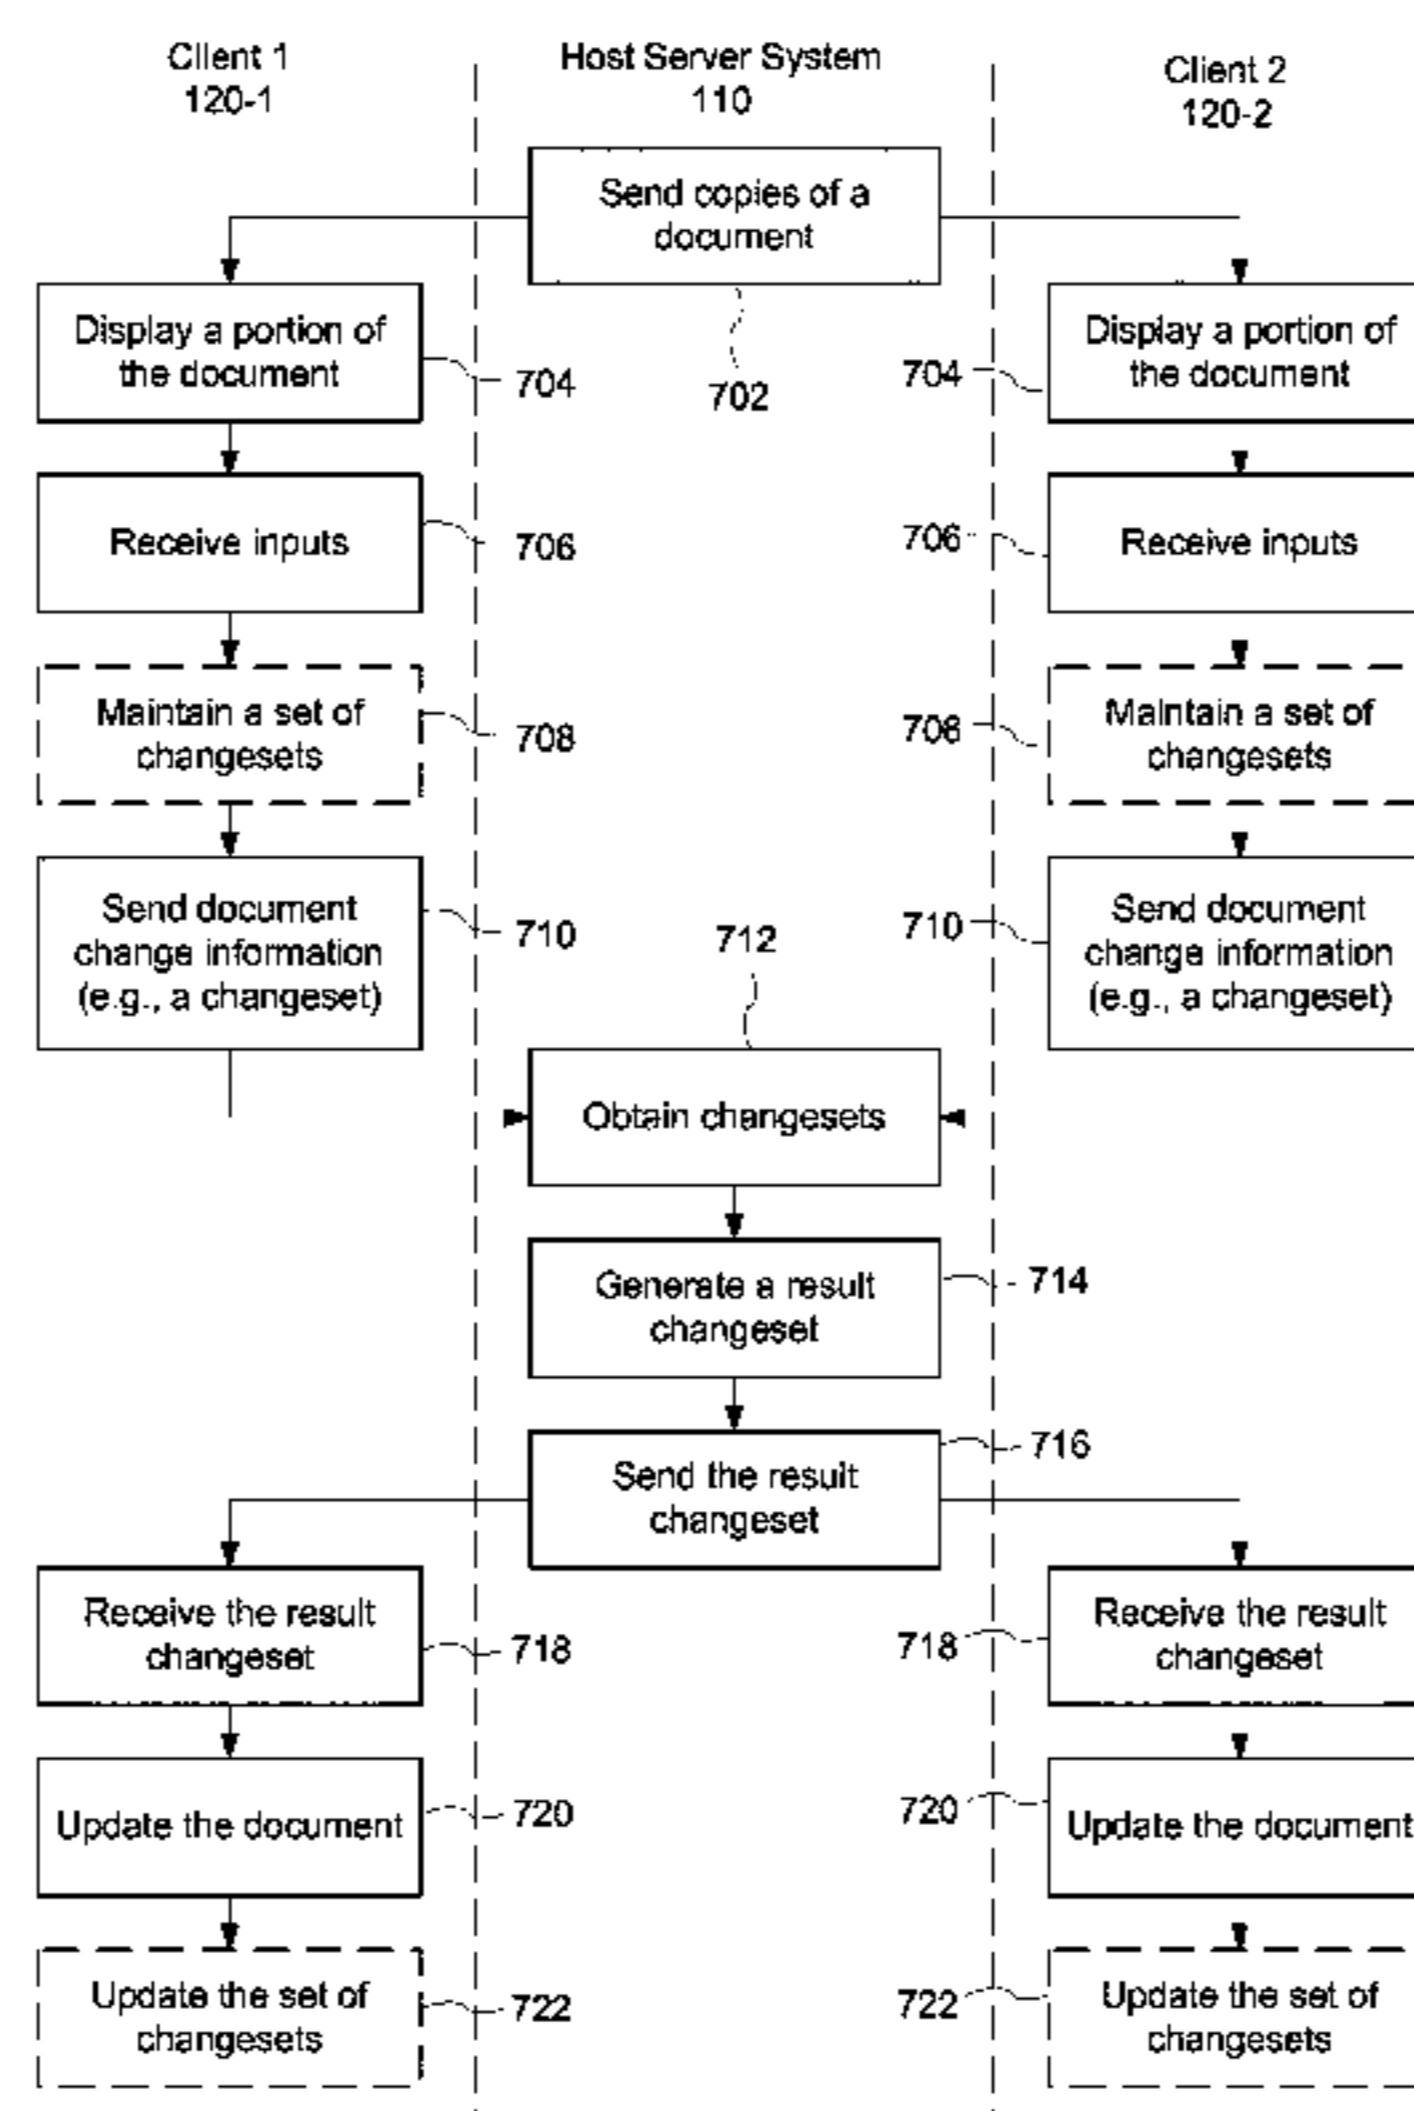 Client 1
120-1
Host Server System
110
Client 2
120-2
Send copies of a
document
702
Display a portion of
the document
704
704
Display a portion of
the document
Receive inputs
706
706
Receive inputs
Maintain a set of
changesets
708
708
Maintain a set of
changesets
Send document
change information
(e.g., a changeset)
710
712
710
Send document
change information
(e.g., a changeset)
Obtain changesets
Generate a result
changeset
714
Send the result
changeset
716
Receive the result
changeset
718
718
Receive the result
changeset
Update the document
720
720
Update the document
Update the set of
changesets
722
722
Update the set of
changesets